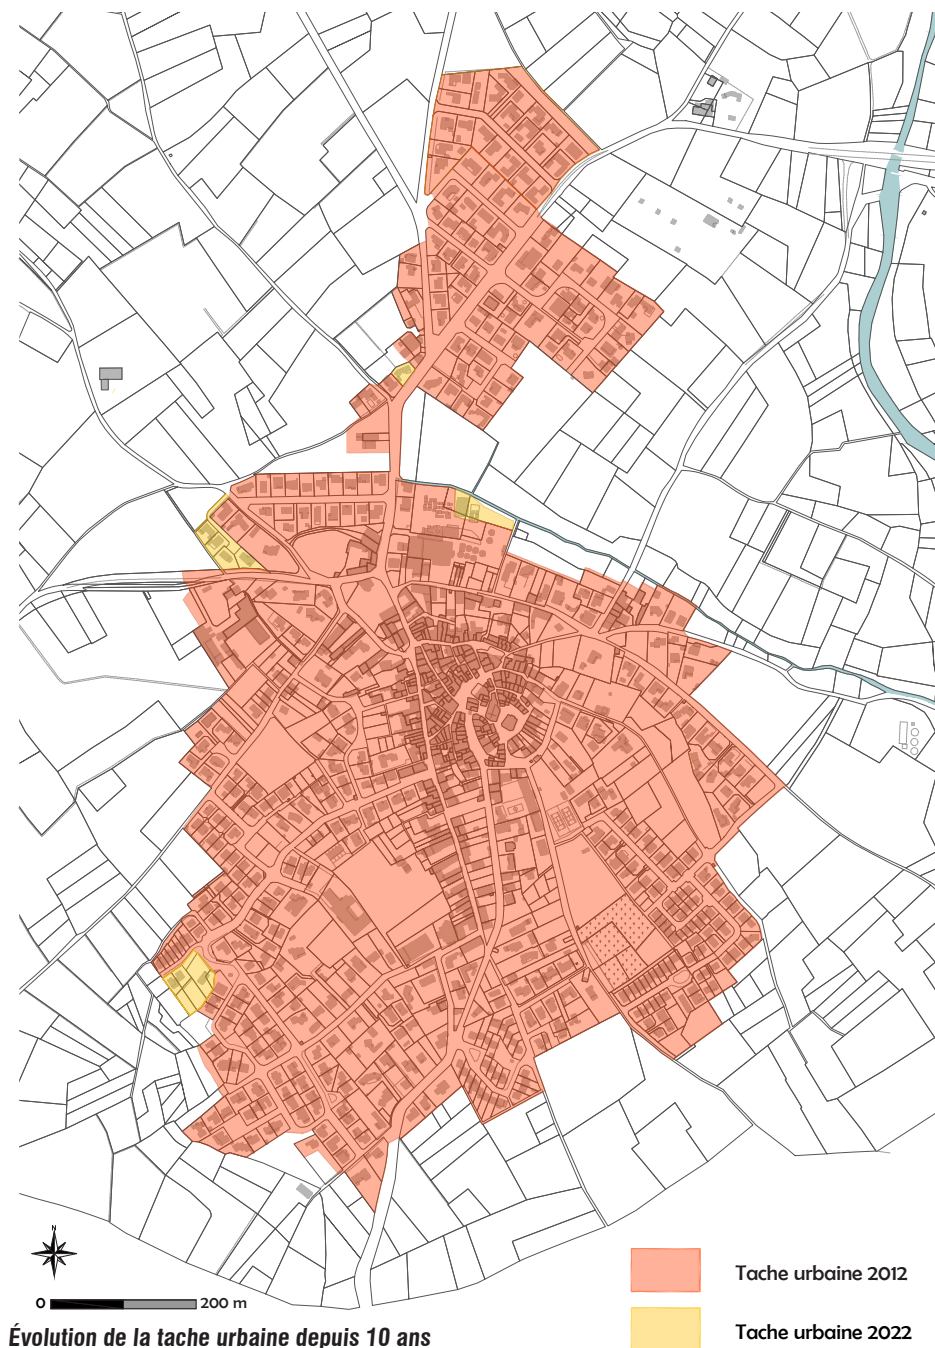 N
0 200 m
Évolution de la tache urbaine depuis 10 ans
Tache urbaine 2012
Tache urbaine 2022